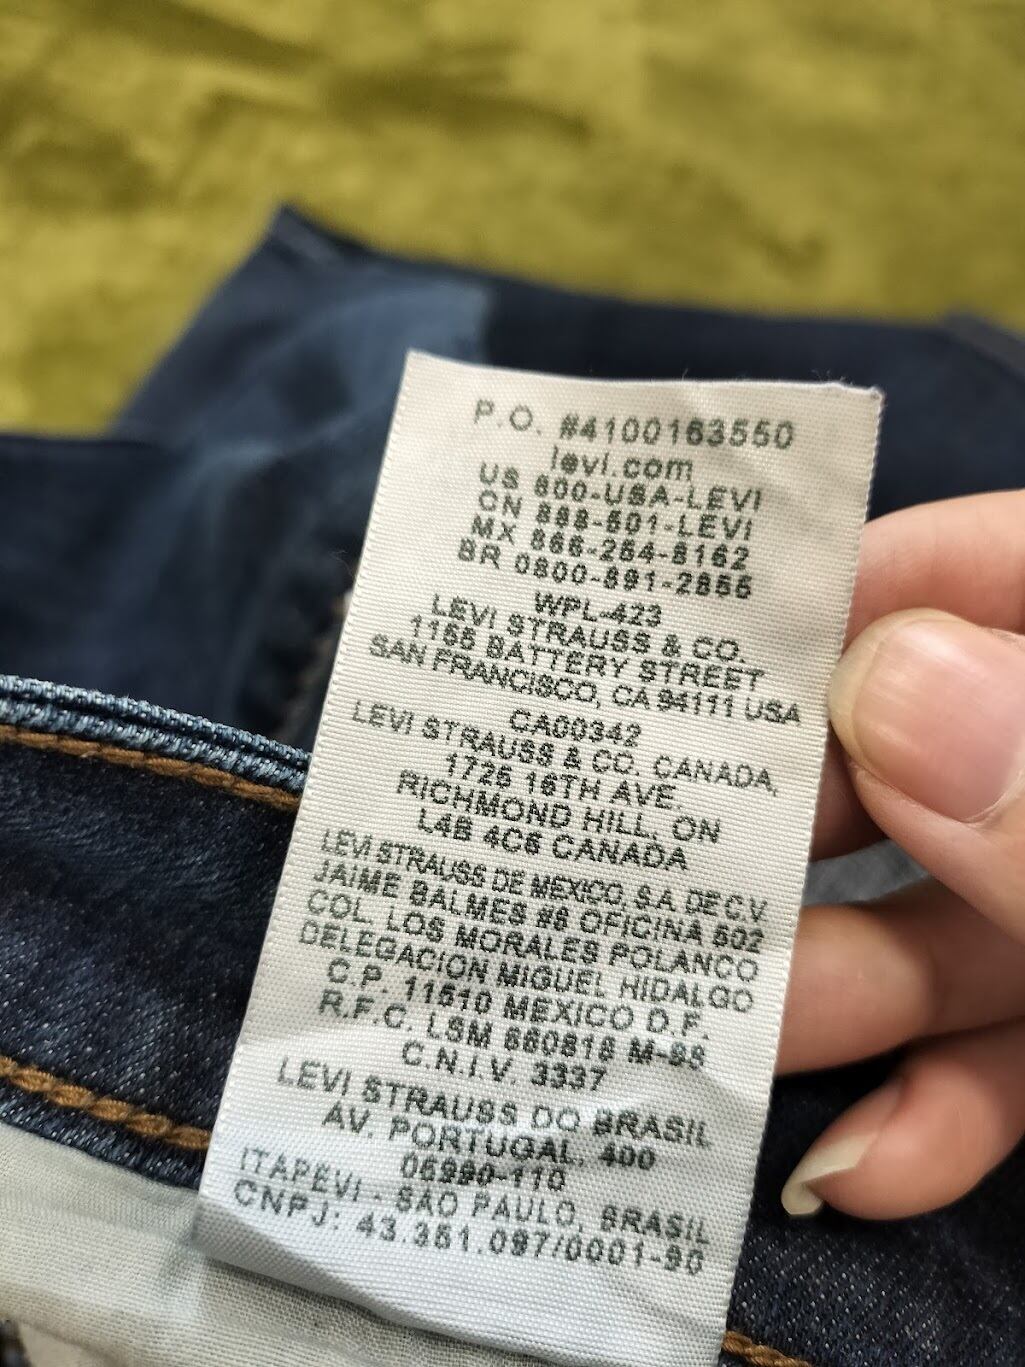 P.O. #4100163550
levi.com
US 800-USA-LEVI
CN 888-501-LEVI
MX 866-254-8162
BR 0800-891-2855
WPL-423
LEVI STRAUSS & CO.
1155 BATTERY STREET
SAN FRANCISCO, CA 94111 USA
CA00342
LEVI STRAUSS & CO. CANADA,
1725 16TH AVE.
RICHMOND HILL, ON
L4B 4C6 CANADA
LEVI STRAUSS DE MEXICO, S.A. DE C.V.
JAIME BALMES #8 OFICINA 502
COL. LOS MORALES POLANCO
DELEGACION MIGUEL HIDALGO
C.P. 11510 MEXICO D.F.
R.F.C. LSM 660818 M-98
C.N.I.V. 3337
LEVI STRAUSS DO BRASIL
AV. PORTUGAL, 400
06690-110
ITAPEVI - SAO PAULO, BRASIL
CNPJ: 43.351.097/0001-90